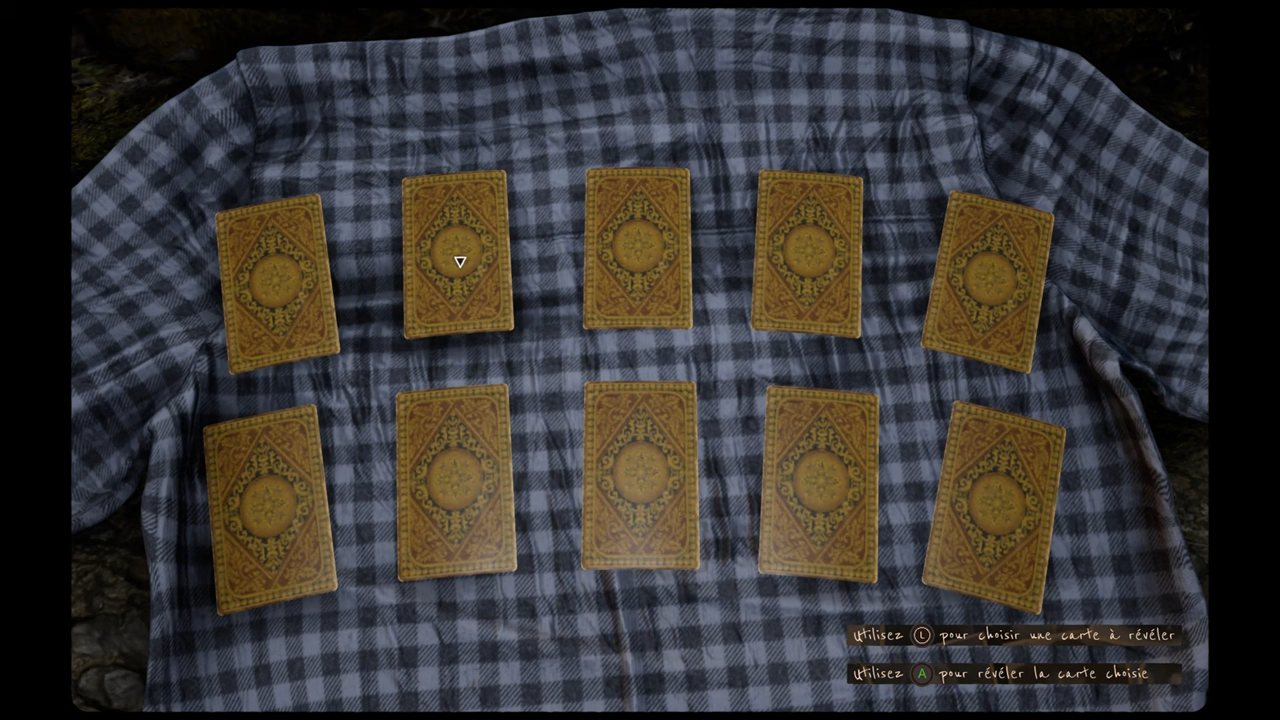 Utilisez L pour choisir une carte à révéler
Utilisez A pour révéler la carte choisie